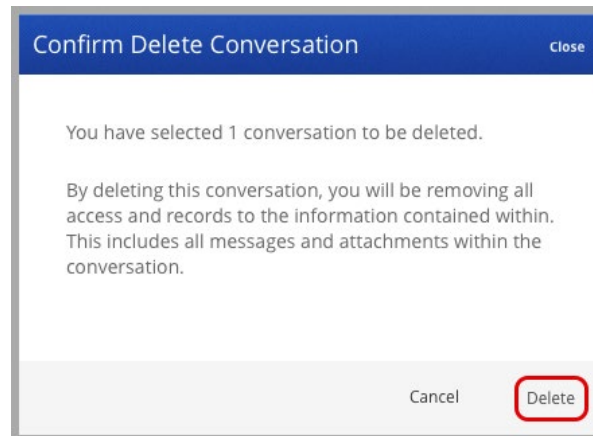 Confirm Delete Conversation
Close
You have selected 1 conversation to be deleted.
By deleting this conversation, you will be removing all
access and records to the information contained within.
This includes all messages and attachments within the
conversation.
Cancel
Delete